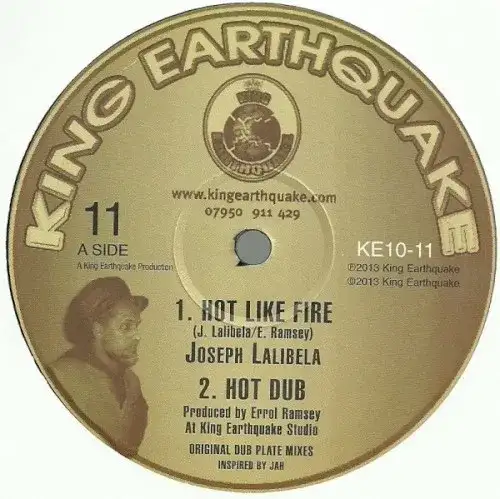 KING EARTHQUAKE
www.kingearthquake.com
07950 911 429
11
A SIDE
A King Earthquake Production
KE10-11
℗2013 King Earthquake
©2013 King Earthquake
1. HOT LIKE FIRE
(J. Lalibela/E. Ramsey)
JOSEPH LALIBELA
2. HOT DUB
Produced by Errol Ramsey
At King Earthquake Studio
ORIGINAL DUB PLATE MIXES
INSPIRED BY JAH